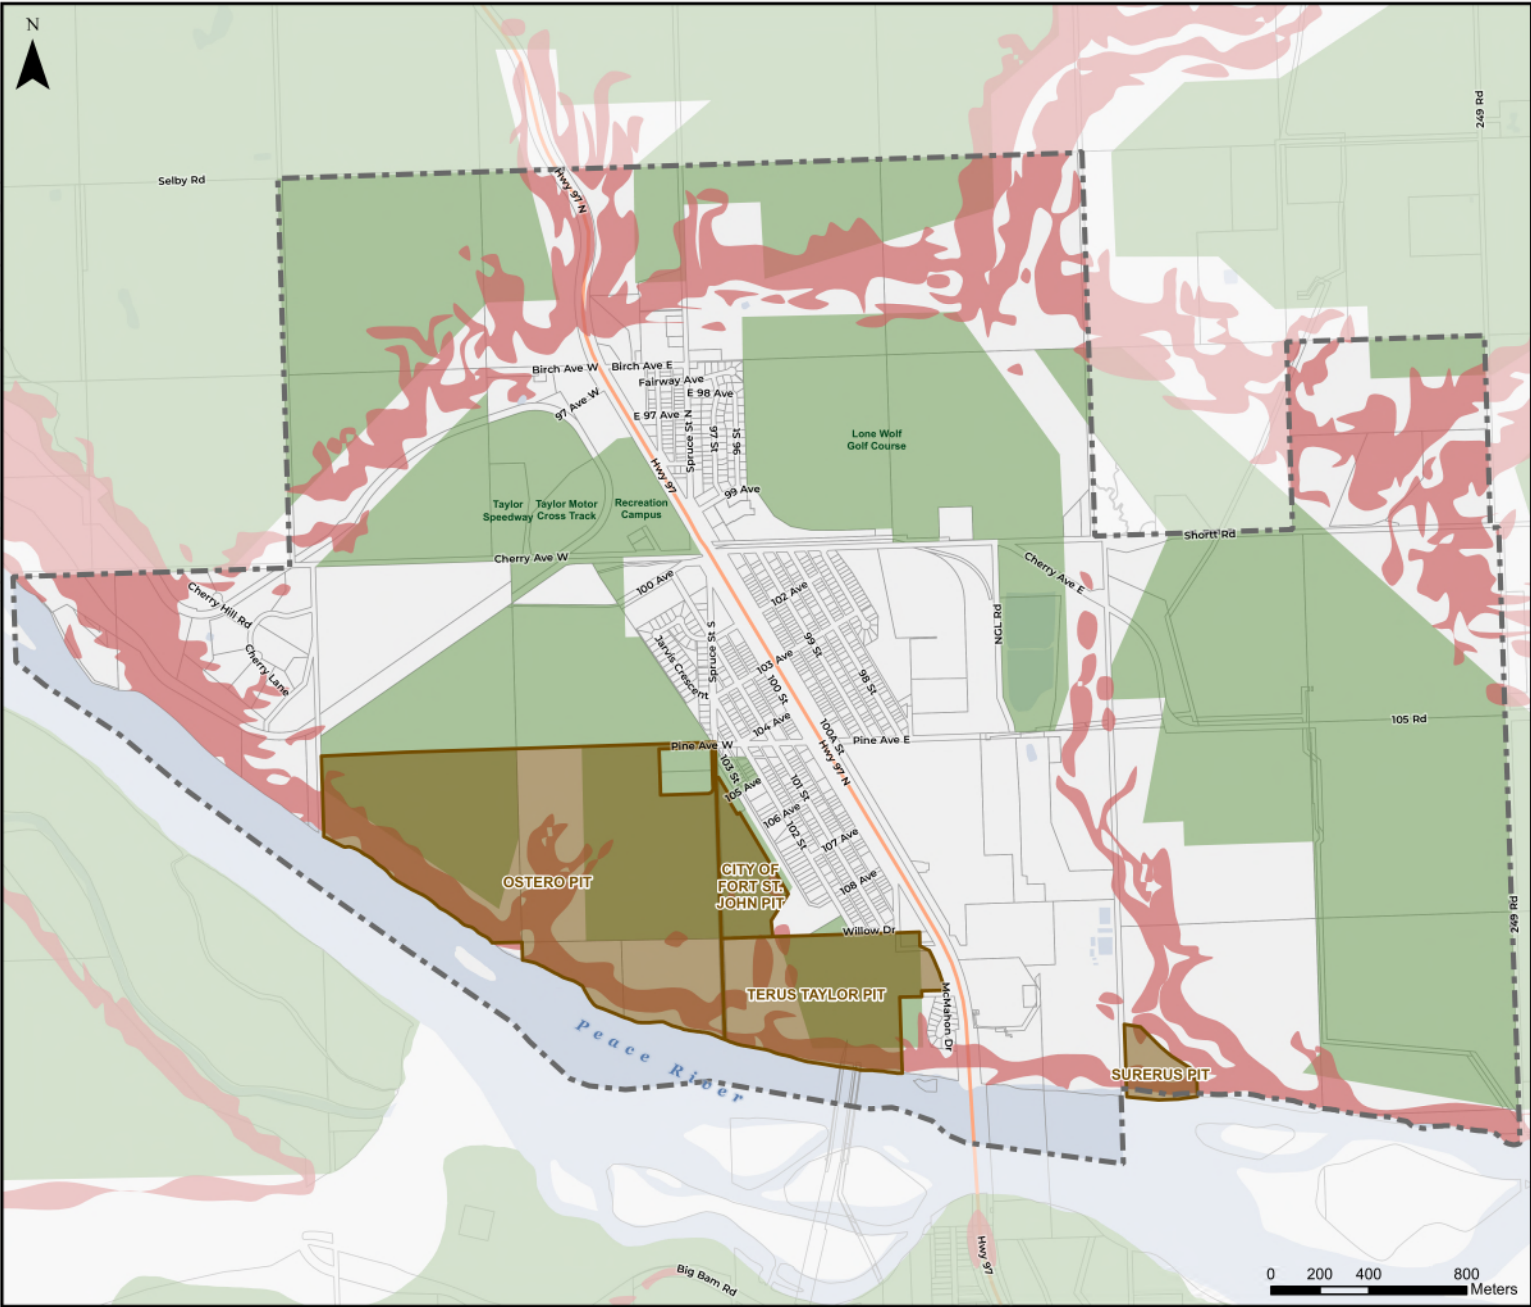 N
249 Rd
Selby Rd
Hwy 97 N
Birch Ave W
Birch Ave E
Fairway Ave
E 98 Ave
97 Ave W
E 97 Ave
Spruce St N
97 St
96 St
Lone Wolf
Golf Course
Hwy 97
99 Ave
Taylor
Speedway
Taylor Motor
Cross Track
Recreation
Campus
Shortt Rd
Cherry Ave W
Cherry Ave E
100 Ave
102 Ave
Cherry Hill Rd
NGL Rd
99 St
Spruce St S
Jarvis Crescent
103 Ave
Cherry Lane
98 St
100 St
104 Ave
105 Rd
100A St
Pine Ave W
Pine Ave E
Hwy 97 N
103 St
105 Ave
101 St
106 Ave
102 St
107 Ave
OSTERO PIT
CITY OF
FORT ST.
JOHN PIT
108 Ave
249 Rd
Willow Dr
TERUS TAYLOR PIT
McMahon Dr
Peace River
SURERUS PIT
Hwy 97
Big Bam Rd
0 200 400 800
Meters